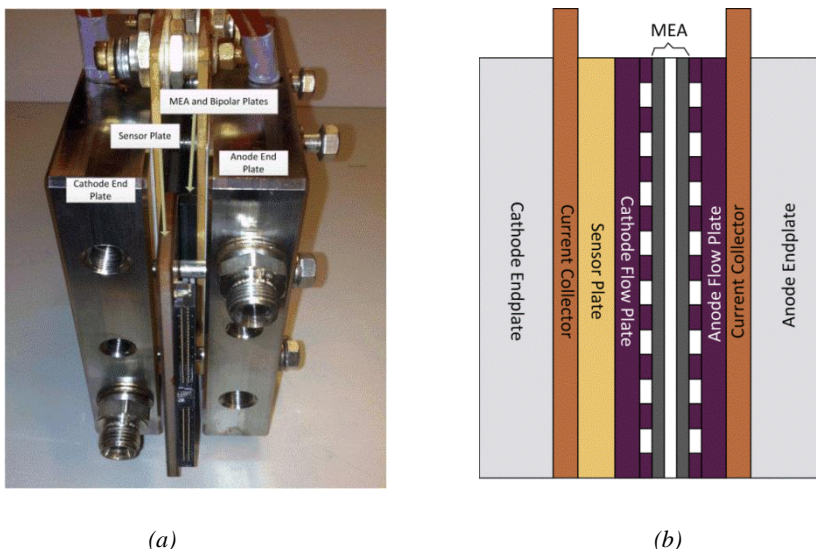 MEA and Bipolar Plates
Sensor Plate
Anode End
Plate
Cathode End
Plate
MEA
Cathode Endplate
Current Collector
Sensor Plate
Cathode Flow Plate
Anode Flow Plate
Current Collector
Anode Endplate
(a)
(b)